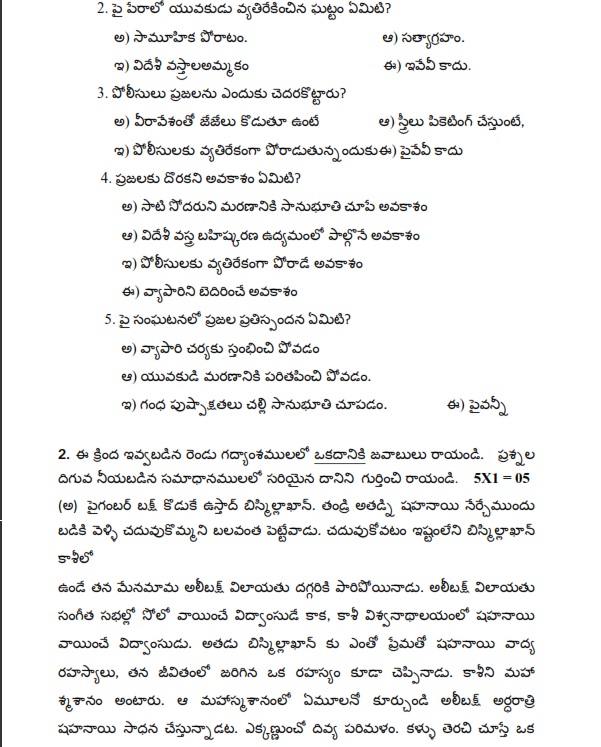 2. పై పేరాలో యువకుడు వ్యతిరేకించిన ఘట్టం ఏమిటి?
అ) సామూహిక పోరాటం. ఆ) సత్యాగ్రహం.
ఇ) విదేశీ వస్త్రాలఅమ్మకం ఈ) ఇవేవీ కాదు.
3. పోలీసులు ప్రజలను ఎందుకు చెదరకొట్టారు?
అ) వీరావేశంతో జేజేలు కొడుతూ ఉంటే ఆ) స్త్రీలు పికెటింగ్ చేస్తుంటే,
ఇ) పోలీసులకు వ్యతిరేకంగా పోరాడుతున్నందుకుఈ) పైవేవీ కాదు
4. ప్రజలకు దొరకని అవకాశం ఏమిటి?
అ) సాటి సోదరుని మరణానికి సానుభూతి చూపే అవకాశం
ఆ) విదేశీ వస్త్ర బహిష్కరణ ఉద్యమంలో పాల్గొనే అవకాశం
ఇ) పోలీసులకు వ్యతిరేకంగా పోరాడే అవకాశం
ఈ) వ్యాపారిని బెదిరించే అవకాశం
5. పై సంఘటనలో ప్రజల ప్రతిస్పందన ఏమిటి?
అ) వ్యాపారి చర్యకు స్తంభించి పోవడం
ఆ) యువకుడి మరణానికి పరితపించి పోవడం.
ఇ) గంధ పుష్పాక్షతలు చల్లి సానుభూతి చూపడం. ఈ) పైవన్నీ
2. ఈ క్రింద ఇవ్వబడిన రెండు గద్యాంశములలో ఒకదానికి జవాబులు రాయండి. ప్రశ్నల
దిగువ నీయబడిన సమాధానములలో సరియైన దానిని గుర్తించి రాయండి. 5X1 = 05
(అ) పైగంబర్ బక్ష్ కొడుకే ఉస్తాద్ బిస్మిల్లాఖాన్. తండ్రి అతడ్ని షహనాయి నేర్చేముందు
బడికి వెళ్ళి చదువుకొమ్మని బలవంత పెట్టేవాడు. చదువుకోవటం ఇష్టంలేని బిస్మిల్లాఖాన్
కాశీలో
ఉండే తన మేనమామ అలీబక్ష్ విలాయతు దగ్గరికి పారిపోయినాడు. అలీబక్ష్ విలాయతు
సంగీత సభల్లో సోలో వాయించే విద్వాంసుడే కాక, కాశీ విశ్వనాథాలయంలో షహనాయి
వాయించే విద్వాంసుడు. అతడు బిస్మిల్లాఖాన్ కు ఎంతో ప్రేమతో షహనాయి వాద్య
రహస్యాలు, తన జీవితంలో జరిగిన ఒక రహస్యం కూడా చెప్పినాడు. కాశీని మహా
శ్మశానం అంటారు. ఆ మహాస్మశానంలో ఏమూలనో కూర్చుండి అలీబక్ష్ అర్ధరాత్రి
షహనాయి సాధన చేస్తున్నాడట. ఎక్కణ్ణుంచో దివ్య పరిమళం. కళ్ళు తెరచి చూస్తే ఒక